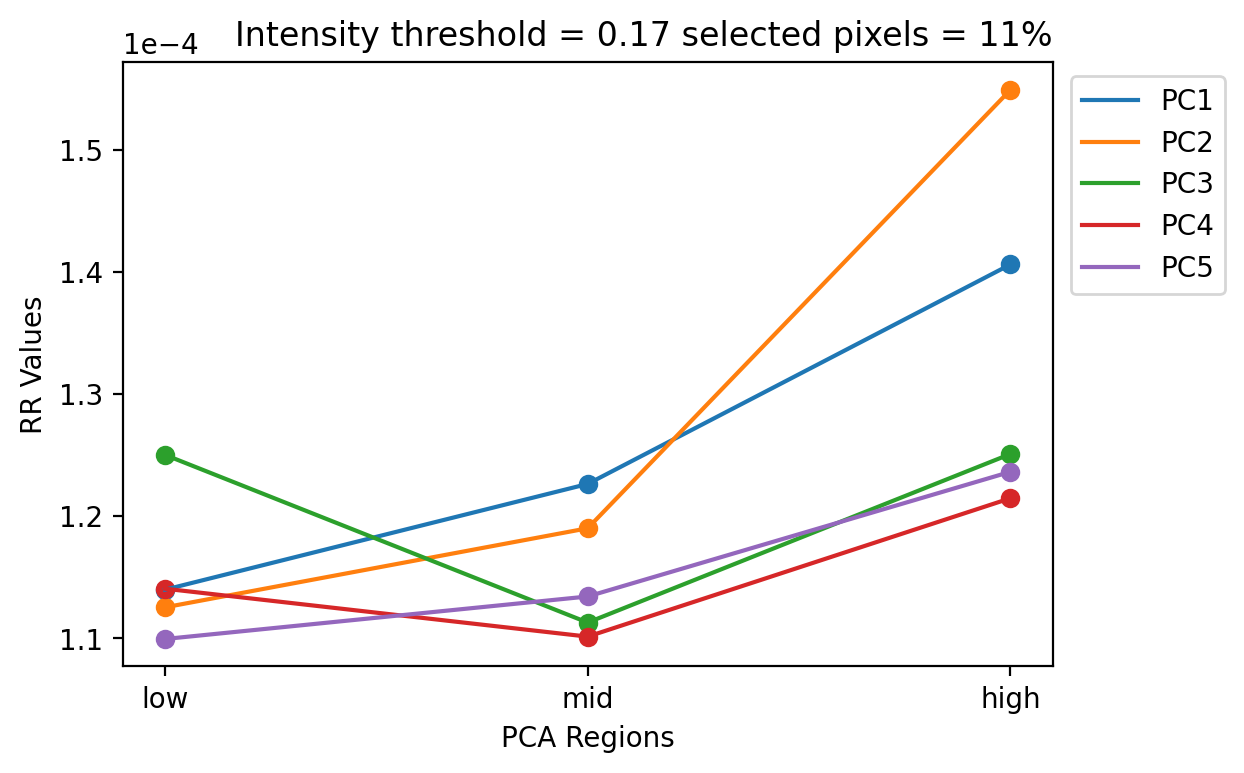 1e−4
Intensity threshold = 0.17 selected pixels = 11%
PC1
PC2
PC3
PC4
PC5
1.5
1.4
1.3
1.2
1.1
RR Values
low mid high
PCA Regions